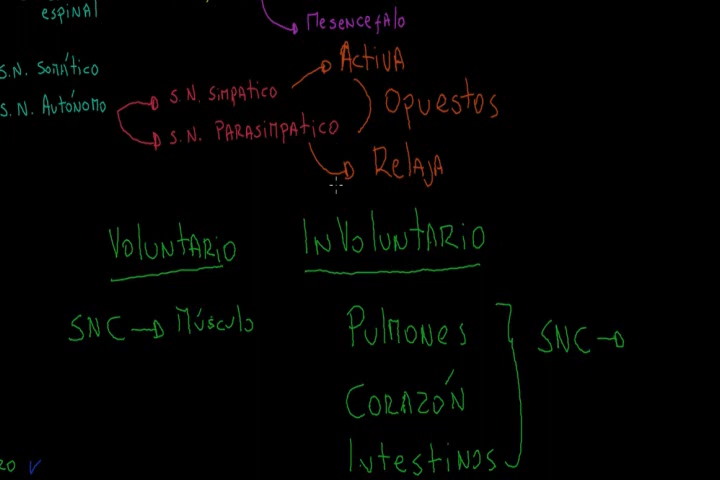 espinal
Mesencefalo
S.N. Somático
S.N. Autónomo
S.N. Simpatico
S.N. Parasimpatico
Activa
Opuestos
Relaja
Voluntario
InVoluntario
SNC → Músculo
Pulmones
Corazón
Intestinos
SNC →